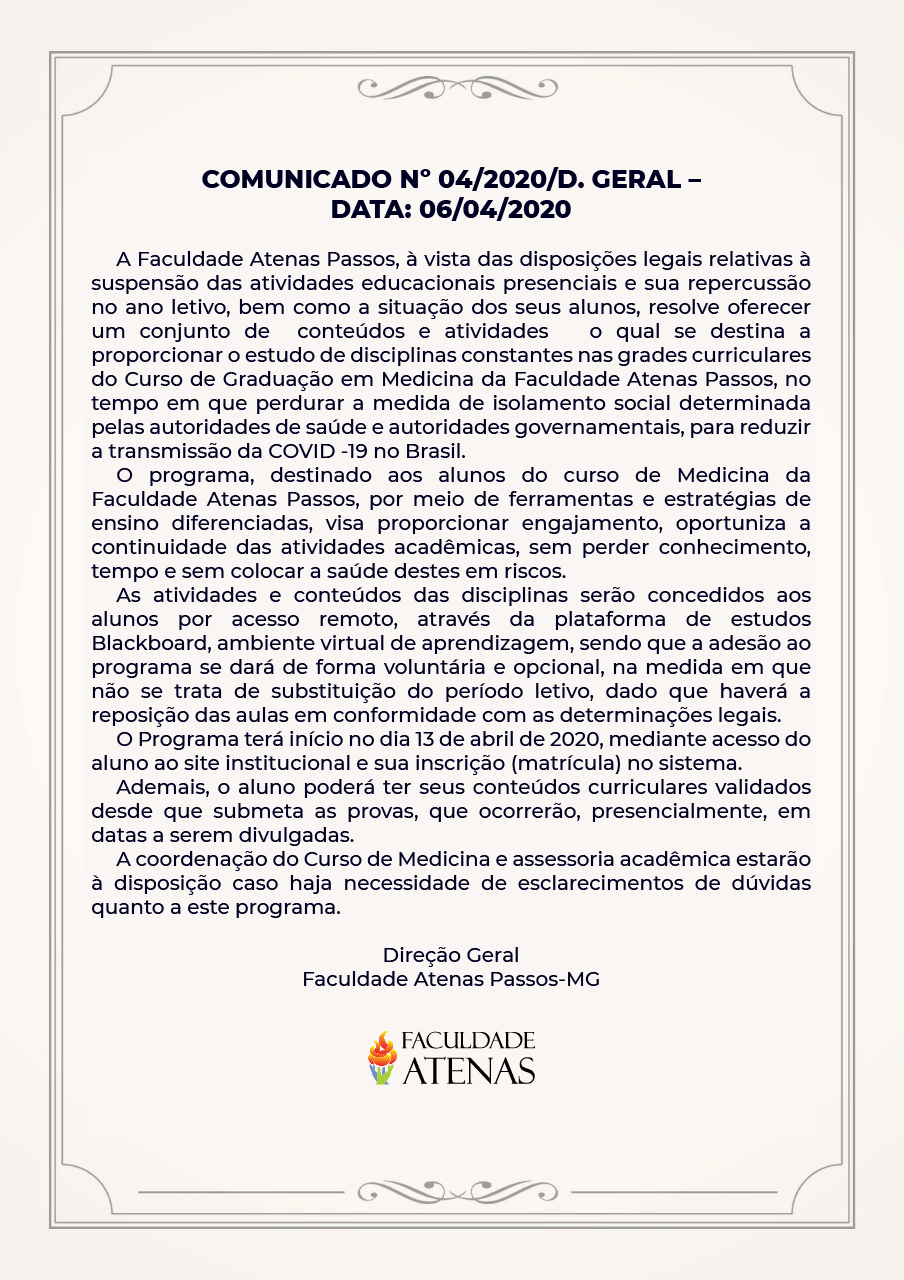 COMUNICADO Nº 04/2020/D. GERAL –
DATA: 06/04/2020
A Faculdade Atenas Passos, à vista das disposições legais relativas à
suspensão das atividades educacionais presenciais e sua repercussão
no ano letivo, bem como a situação dos seus alunos, resolve oferecer
um conjunto de conteúdos e atividades o qual se destina a
proporcionar o estudo de disciplinas constantes nas grades curriculares
do Curso de Graduação em Medicina da Faculdade Atenas Passos, no
tempo em que perdurar a medida de isolamento social determinada
pelas autoridades de saúde e autoridades governamentais, para reduzir
a transmissão da COVID -19 no Brasil.
O programa, destinado aos alunos do curso de Medicina da
Faculdade Atenas Passos, por meio de ferramentas e estratégias de
ensino diferenciadas, visa proporcionar engajamento, oportuniza a
continuidade das atividades acadêmicas, sem perder conhecimento,
tempo e sem colocar a saúde destes em riscos.
As atividades e conteúdos das disciplinas serão concedidos aos
alunos por acesso remoto, através da plataforma de estudos
Blackboard, ambiente virtual de aprendizagem, sendo que a adesão ao
programa se dará de forma voluntária e opcional, na medida em que
não se trata de substituição do período letivo, dado que haverá a
reposição das aulas em conformidade com as determinações legais.
O Programa terá início no dia 13 de abril de 2020, mediante acesso do
aluno ao site institucional e sua inscrição (matrícula) no sistema.
Ademais, o aluno poderá ter seus conteúdos curriculares validados
desde que submeta as provas, que ocorrerão, presencialmente, em
datas a serem divulgadas.
A coordenação do Curso de Medicina e assessoria acadêmica estarão
à disposição caso haja necessidade de esclarecimentos de dúvidas
quanto a este programa.
Direção Geral
Faculdade Atenas Passos-MG
FACULDADE
ATENAS